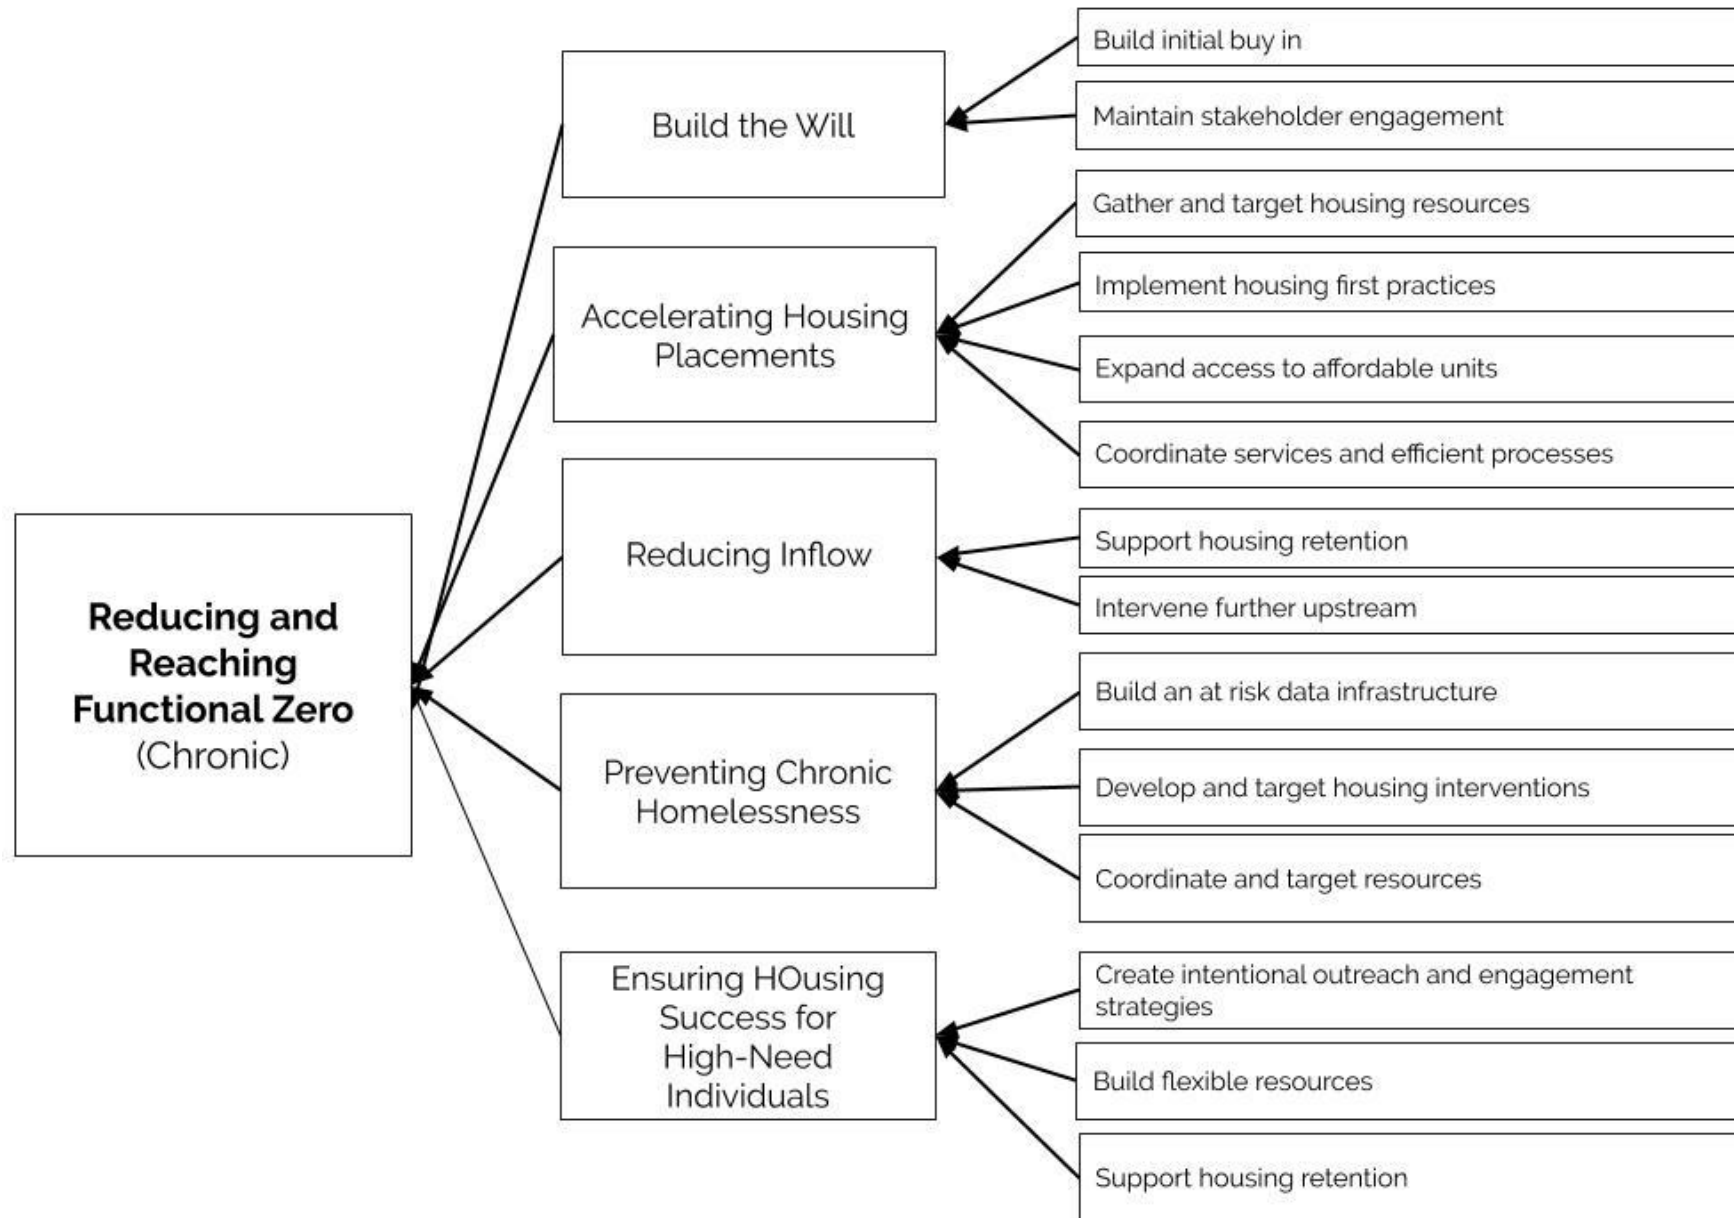 Build initial buy in
Build the Will
Maintain stakeholder engagement
Gather and target housing resources
Implement housing first practices
Accelerating Housing
Placements
Expand access to affordable units
Coordinate services and efficient processes
Reducing Inflow
Support housing retention
Intervene further upstream
Reducing and
Reaching
Functional Zero
(Chronic)
Build an at risk data infrastructure
Preventing Chronic
Homelessness
Develop and target housing interventions
Coordinate and target resources
Ensuring HOusing
Success for
High-Need
Individuals
Create intentional outreach and engagement
strategies
Build flexible resources
Support housing retention